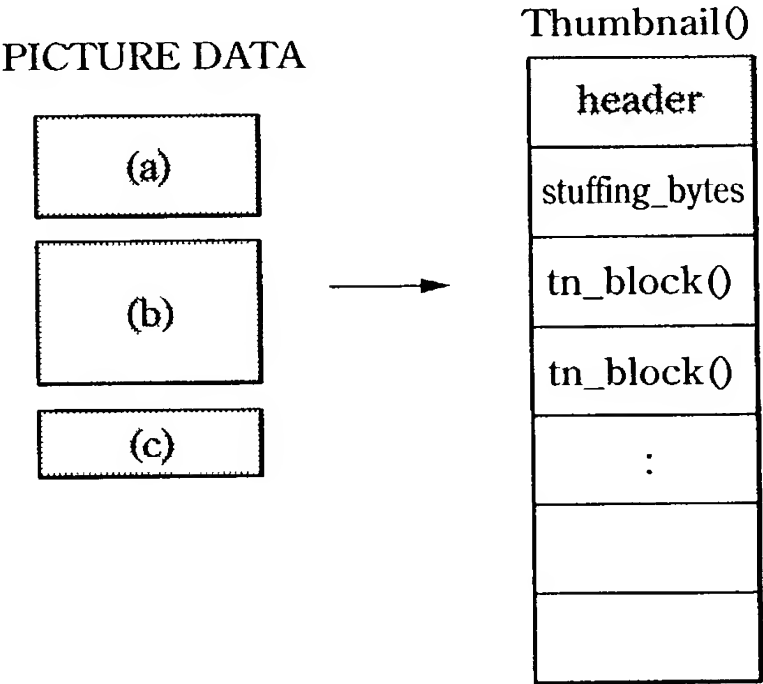 PICTURE DATA
(a)
(b)
(c)
Thumbnail()
header
stuffing_bytes
tn_block()
tn_block()
: